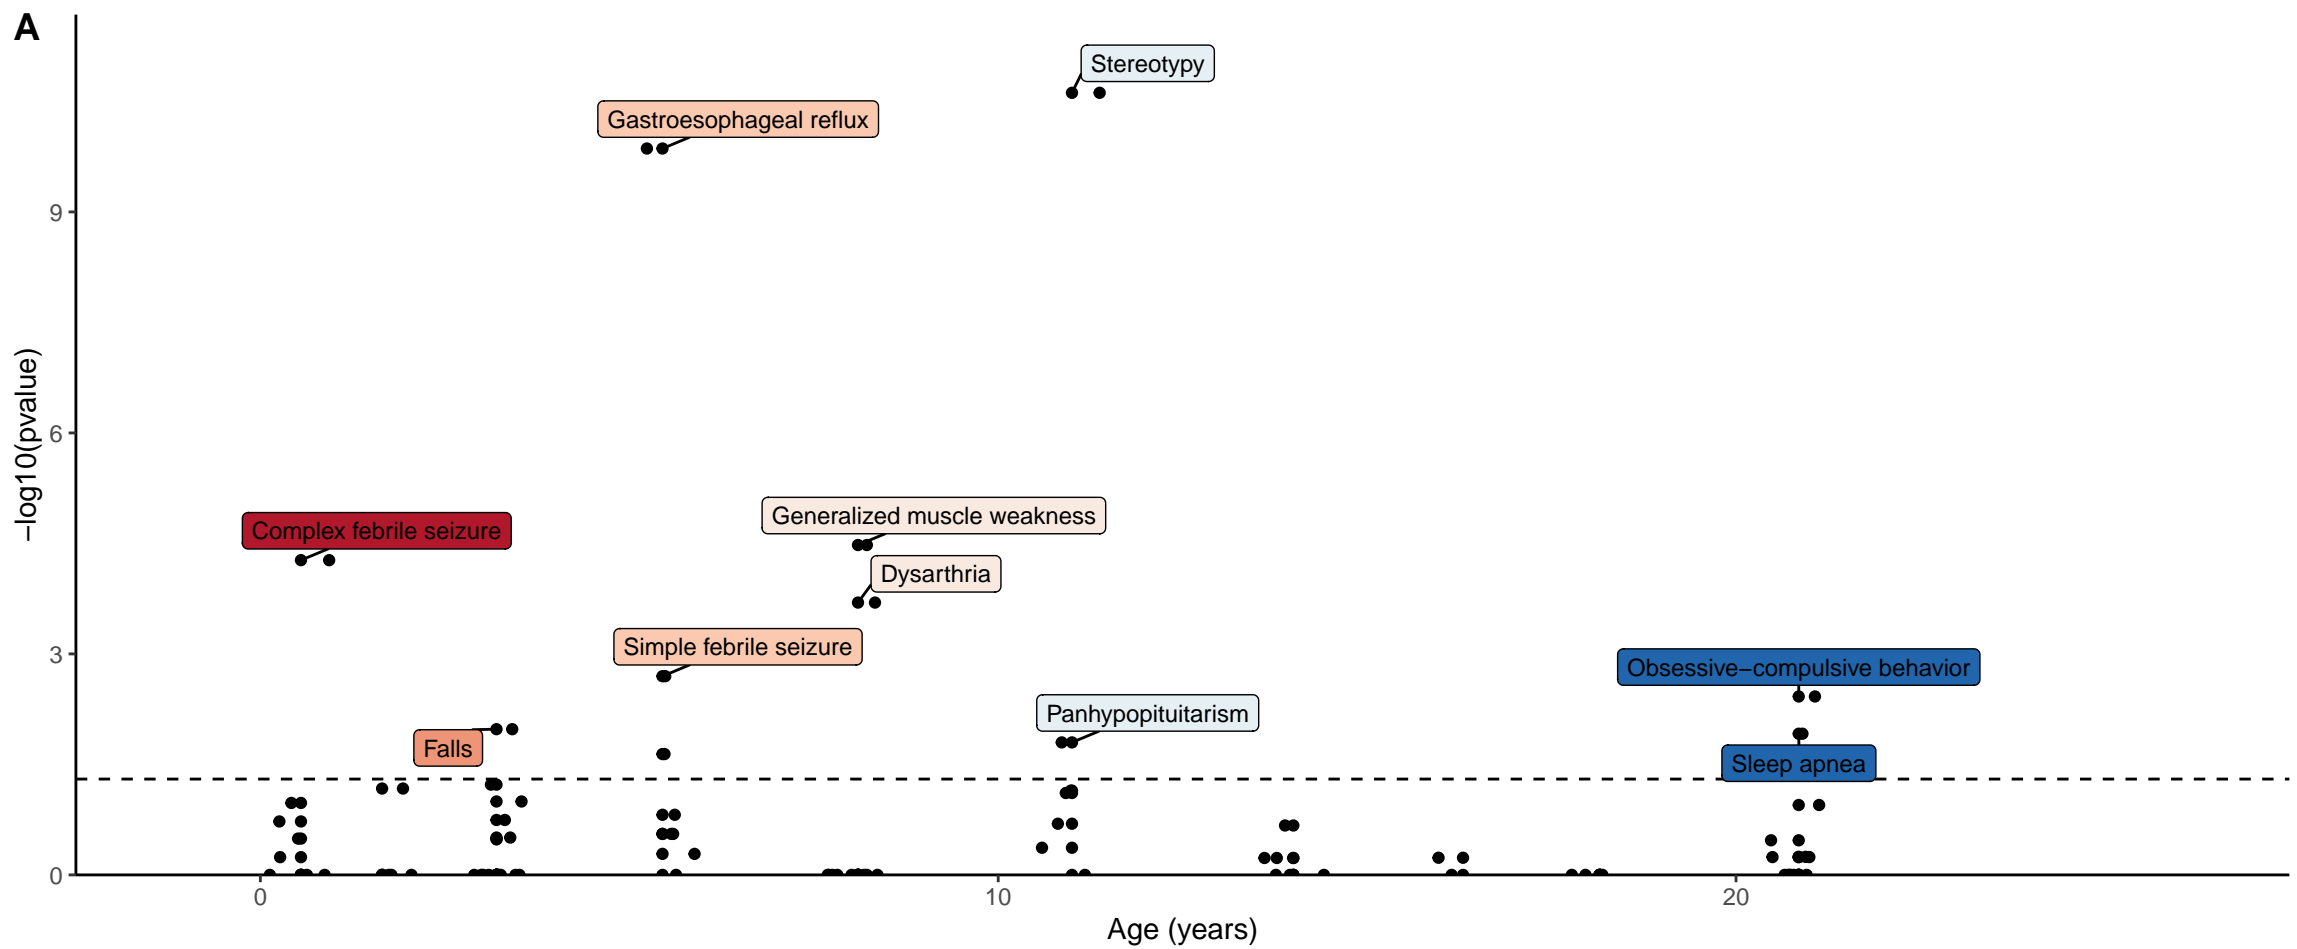 A
Stereotypy
Gastroesophageal reflux
9
−log10(pvalue)
6
Generalized muscle weakness
Complex febrile seizure
Dysarthria
Simple febrile seizure
3
Obsessive−compulsive behavior
Panhypopituitarism
Falls
Sleep apnea
0
0 10 20
Age (years)